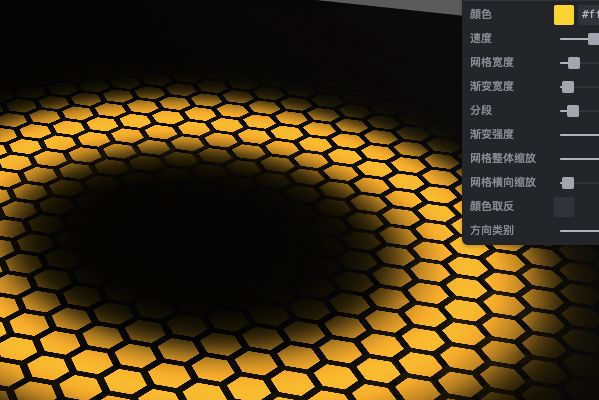 颜色 #ff
速度
网格宽度
渐变宽度
分段
渐变强度
网格整体缩放
网格横向缩放
颜色取反
方向类别